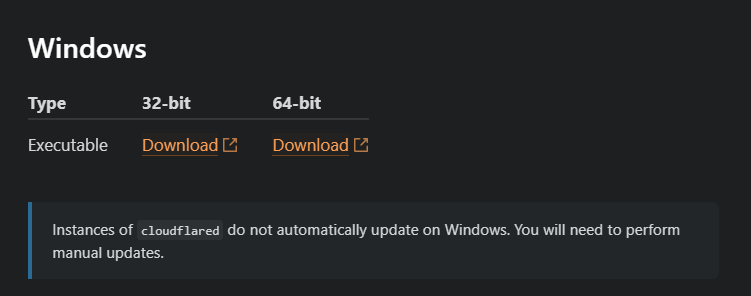 Windows
Type 32-bit 64-bit
Executable Download Download
Instances of cloudflared do not automatically update on Windows. You will need to perform
manual updates.